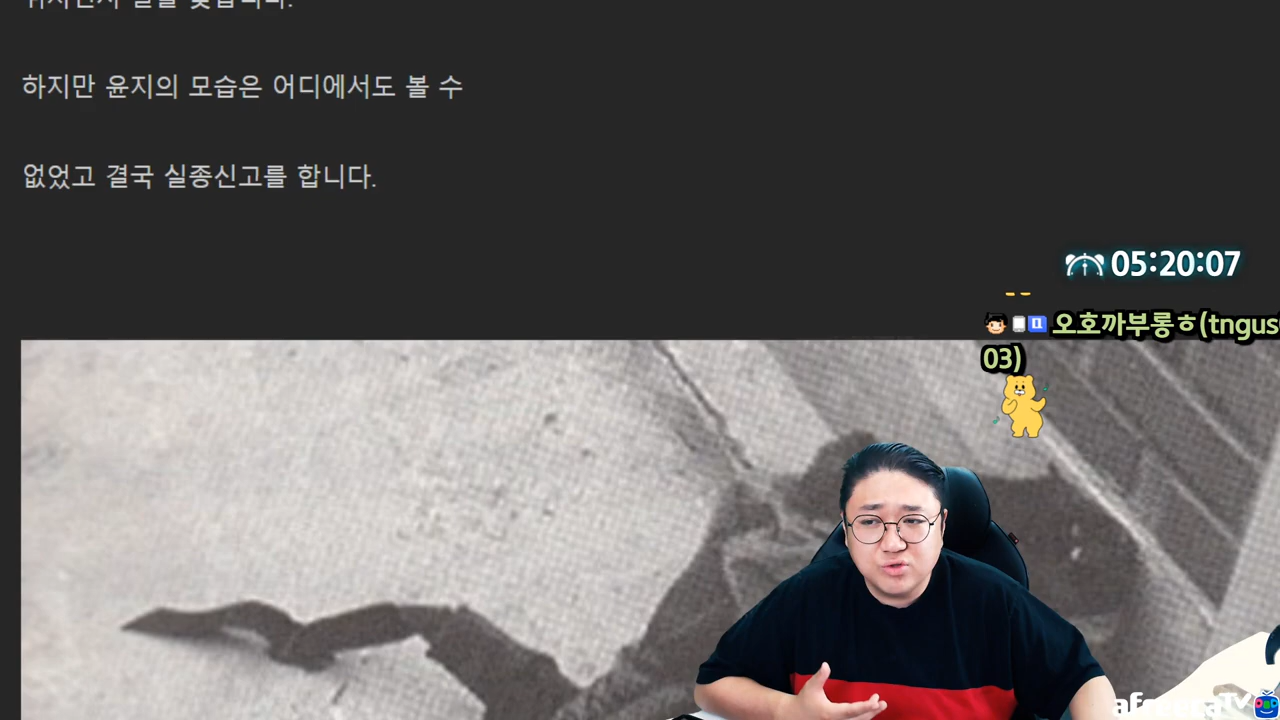 하지만 윤지의 모습은 어디에서도 볼 수
없었고 결국 실종신고를 합니다.
05:20:07
n 오호까부롱ㅎ(tngus
03)
afreecaTV